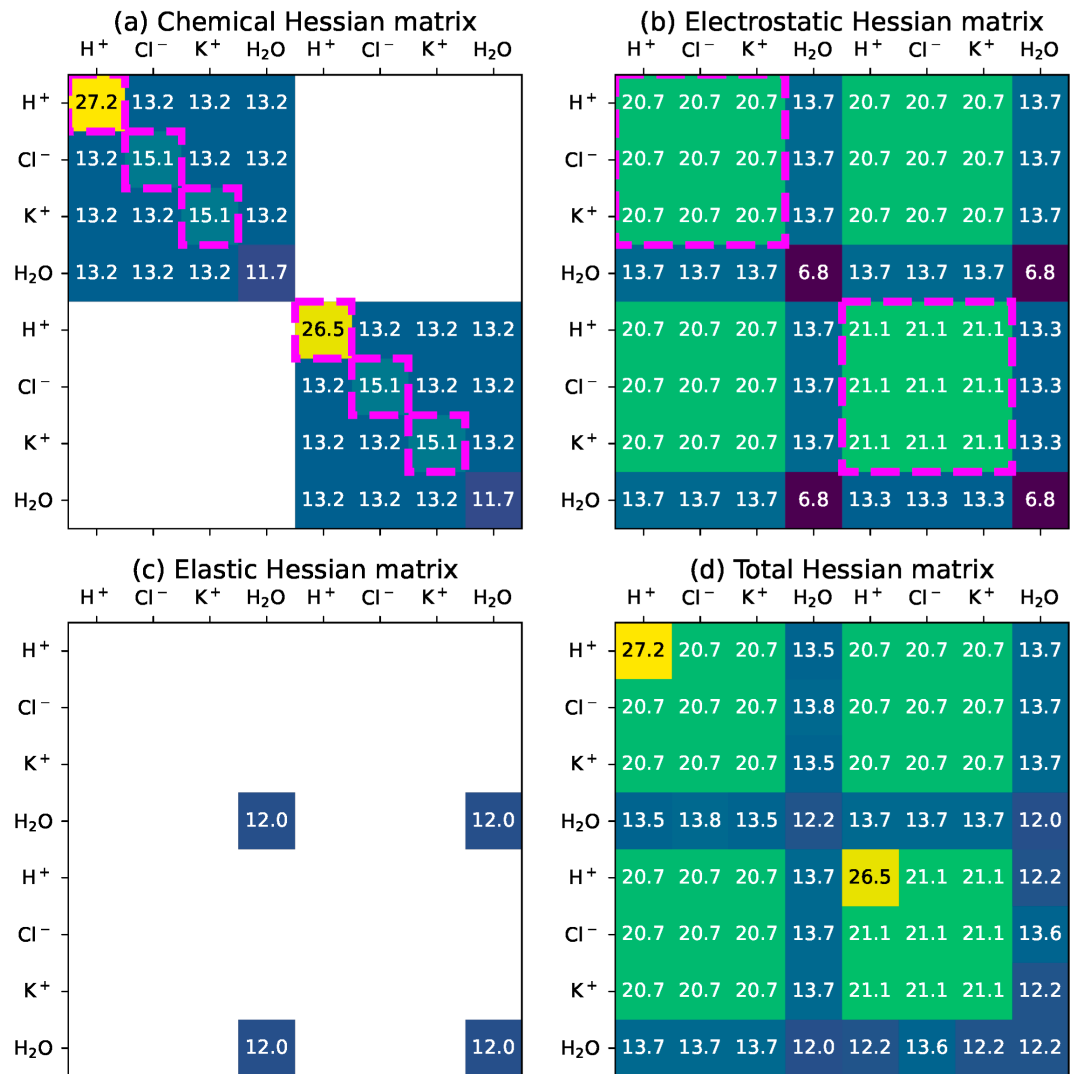 (a) Chemical Hessian matrix
H⁺ Cl⁻ K⁺ H₂O H⁺ Cl⁻ K⁺ H₂O
H⁺ 27.2 13.2 13.2 13.2
Cl⁻ 13.2 15.1 13.2 13.2
K⁺ 13.2 13.2 15.1 13.2
H₂O 13.2 13.2 13.2 11.7
H⁺ 26.5 13.2 13.2 13.2
Cl⁻ 13.2 15.1 13.2 13.2
K⁺ 13.2 13.2 15.1 13.2
H₂O 13.2 13.2 13.2 11.7
(b) Electrostatic Hessian matrix
H⁺ Cl⁻ K⁺ H₂O H⁺ Cl⁻ K⁺ H₂O
H⁺ 20.7 20.7 20.7 13.7 20.7 20.7 20.7 13.7
Cl⁻ 20.7 20.7 20.7 13.7 20.7 20.7 20.7 13.7
K⁺ 20.7 20.7 20.7 13.7 20.7 20.7 20.7 13.7
H₂O 13.7 13.7 13.7 6.8 13.7 13.7 13.7 6.8
H⁺ 20.7 20.7 20.7 13.7 21.1 21.1 21.1 13.3
Cl⁻ 20.7 20.7 20.7 13.7 21.1 21.1 21.1 13.3
K⁺ 20.7 20.7 20.7 13.7 21.1 21.1 21.1 13.3
H₂O 13.7 13.7 13.7 6.8 13.3 13.3 13.3 6.8
(c) Elastic Hessian matrix
H⁺ Cl⁻ K⁺ H₂O H⁺ Cl⁻ K⁺ H₂O
H⁺
Cl⁻
K⁺
H₂O 12.0 12.0
H⁺
Cl⁻
K⁺
H₂O 12.0 12.0
(d) Total Hessian matrix
H⁺ Cl⁻ K⁺ H₂O H⁺ Cl⁻ K⁺ H₂O
H⁺ 27.2 20.7 20.7 13.5 20.7 20.7 20.7 13.7
Cl⁻ 20.7 20.7 20.7 13.8 20.7 20.7 20.7 13.7
K⁺ 20.7 20.7 20.7 13.5 20.7 20.7 20.7 13.7
H₂O 13.5 13.8 13.5 12.2 13.7 13.7 13.7 12.0
H⁺ 20.7 20.7 20.7 13.7 26.5 21.1 21.1 12.2
Cl⁻ 20.7 20.7 20.7 13.7 21.1 21.1 21.1 13.6
K⁺ 20.7 20.7 20.7 13.7 21.1 21.1 21.1 12.2
H₂O 13.7 13.7 13.7 12.0 12.2 13.6 12.2 12.2